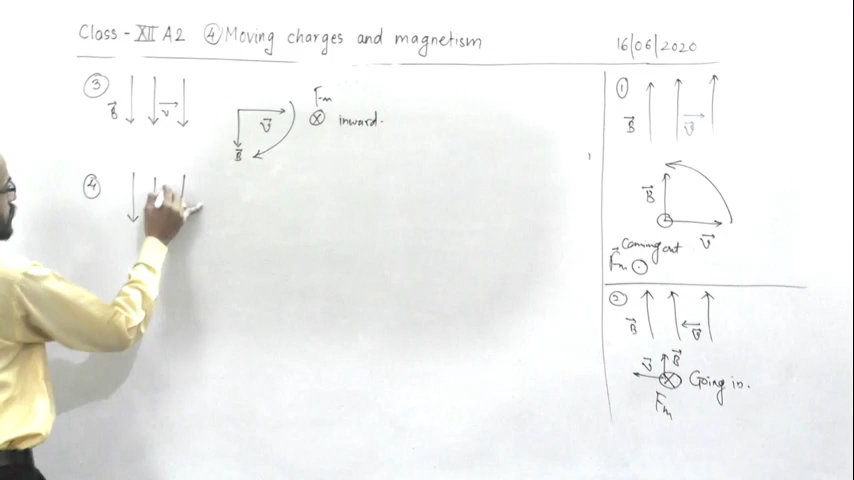 Class - XII A2 ④ Moving charges and magnetism
16/06/2020
③
B⃗
v⃗
v⃗
B⃗
Fm
⊗ inward.
④
①
B⃗
v⃗
B⃗
v⃗
Coming out
F⃗m ⊙
②
B⃗
v⃗
v⃗
B⃗
⊗ Going in.
Fm